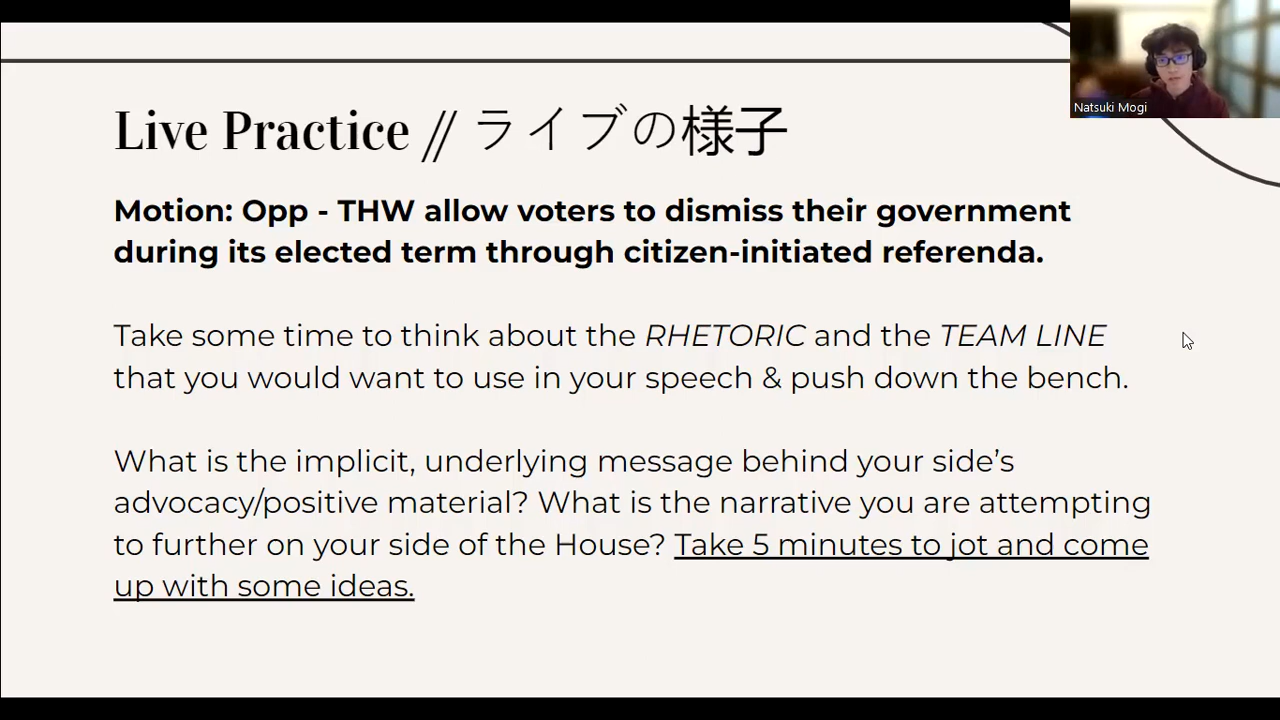 Live Practice // ライブの様子
Natsuki Mogi
Motion: Opp - THW allow voters to dismiss their government
during its elected term through citizen-initiated referenda.
Take some time to think about the RHETORIC and the TEAM LINE
that you would want to use in your speech & push down the bench.
What is the implicit, underlying message behind your side’s
advocacy/positive material? What is the narrative you are attempting
to further on your side of the House? Take 5 minutes to jot and come
up with some ideas.